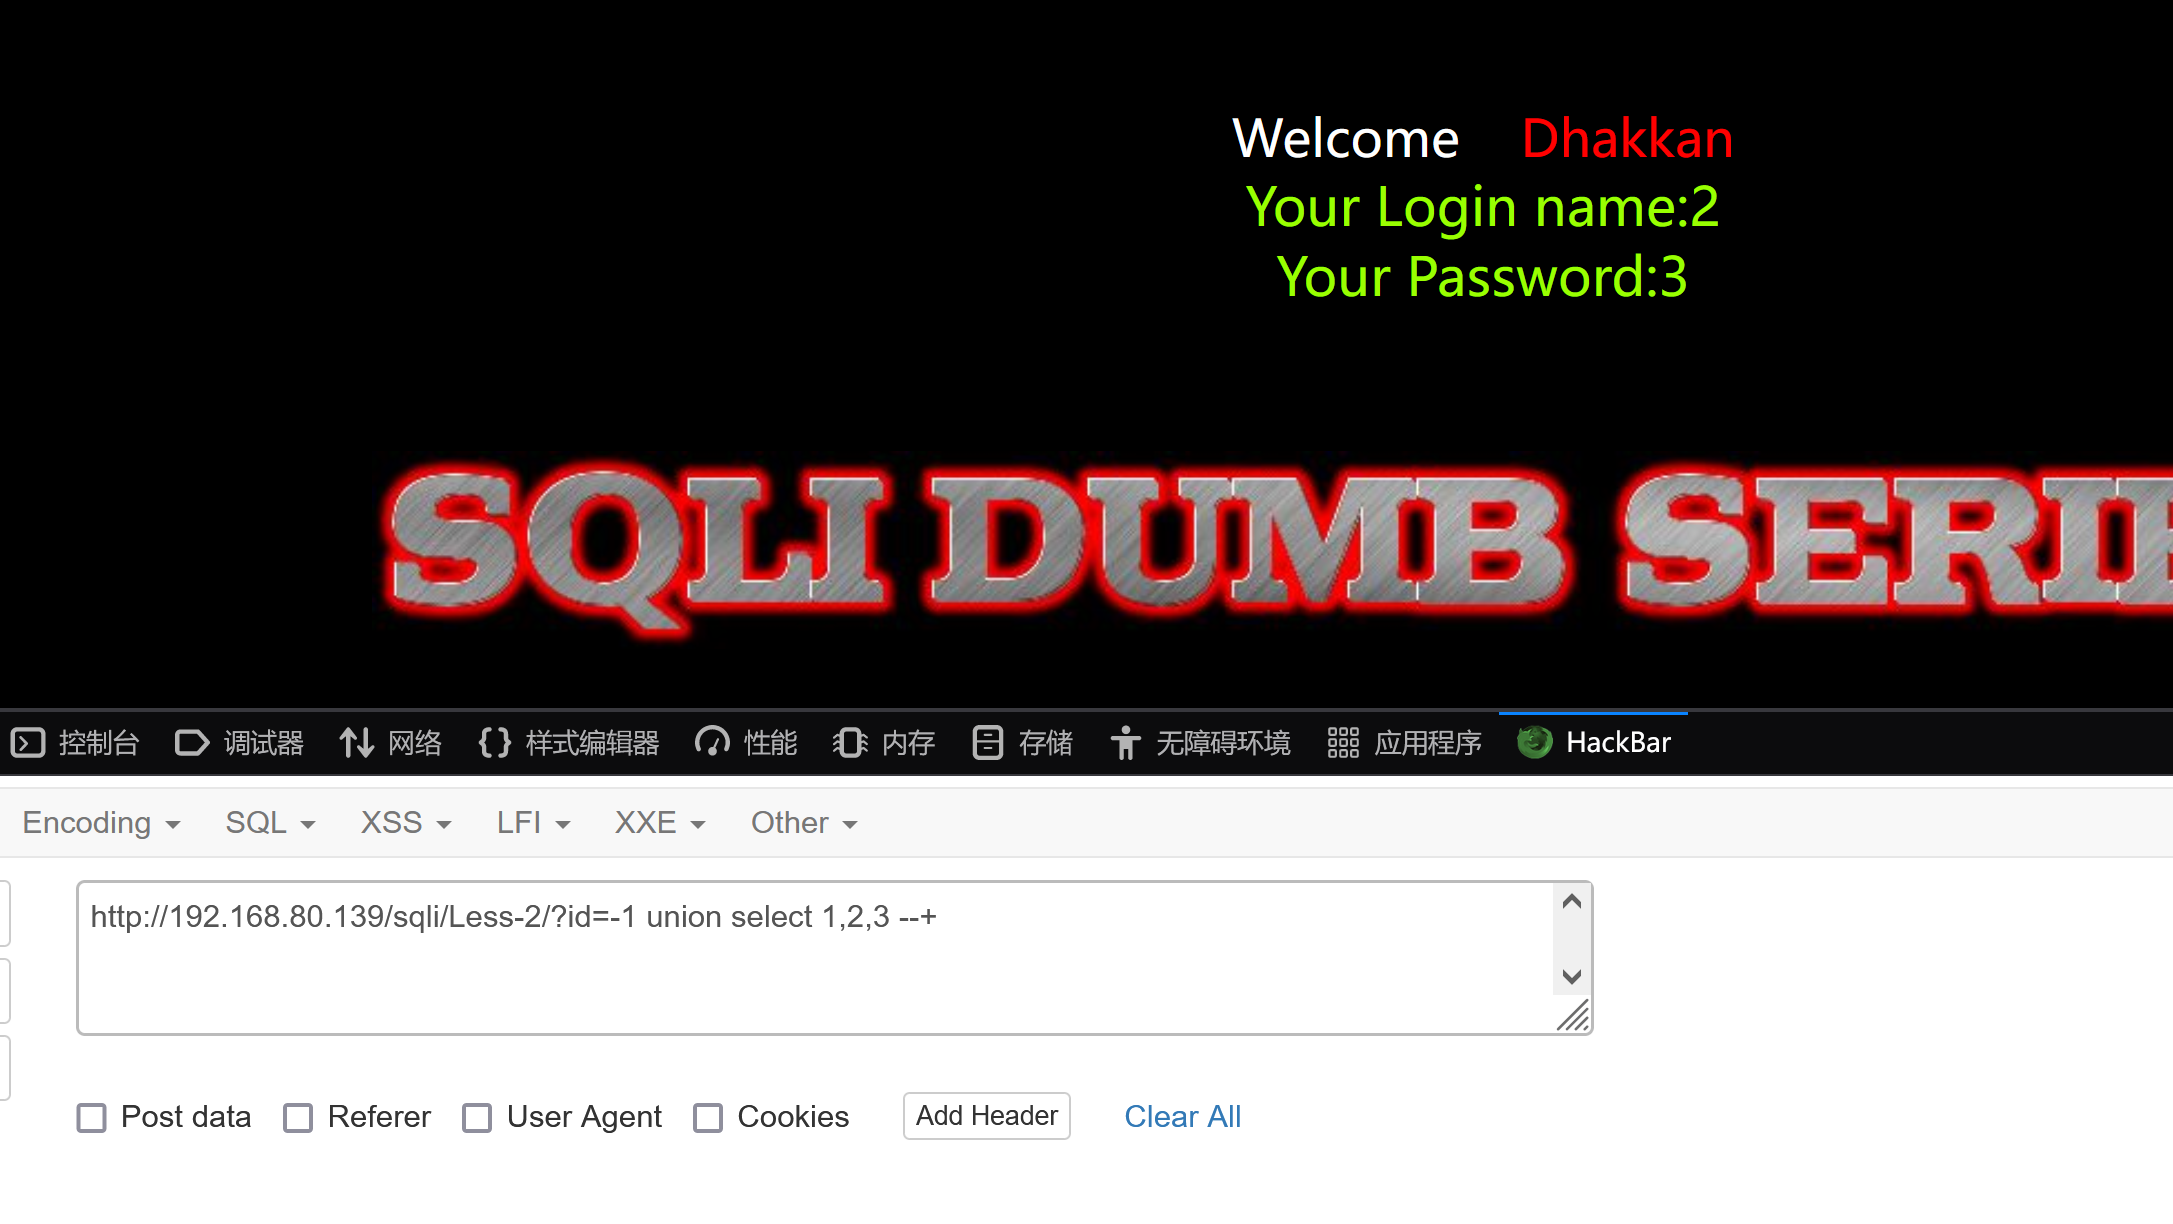 Welcome Dhakkan
Your Login name:2
Your Password:3
SQLI DUMB
控制台 调试器 网络 样式编辑器 性能 内存 存储 无障碍环境 应用程序 HackBar
Encoding SQL XSS LFI XXE Other
http://192.168.80.139/sqli/Less-2/?id=-1 union select 1,2,3 --+
Post data Referer User Agent Cookies Add Header Clear All